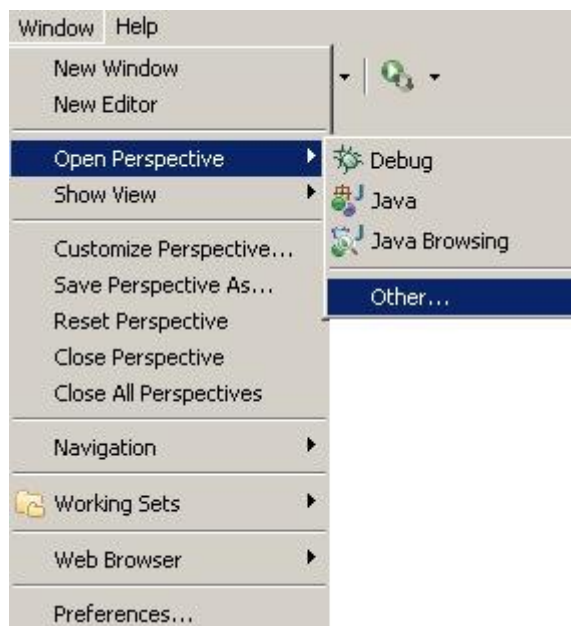 Window Help
New Window
New Editor
Open Perspective
Show View
Customize Perspective...
Save Perspective As...
Reset Perspective
Close Perspective
Close All Perspectives
Navigation
Working Sets
Web Browser
Preferences...
Debug
Java
Java Browsing
Other...